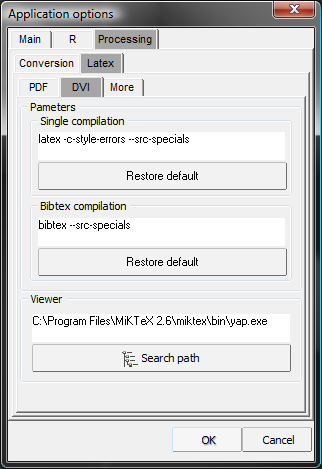 Application options
Main R Processing
Conversion Latex
PDF DVI More
Pameters
Single compilation
latex -c-style-errors --src-specials
Restore default
Bibtex compilation
bibtex --src-specials
Restore default
Viewer
C:\Program Files\MiKTeX 2.6\miktex\bin\yap.exe
Search path
OK Cancel